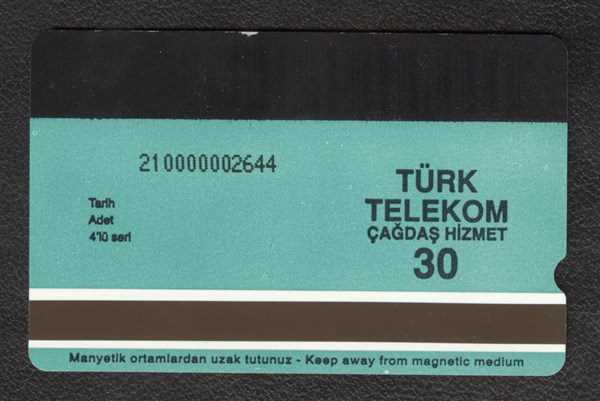 210000002644
Tarih
Adet
4'lü seri
TÜRK
TELEKOM
ÇAĞDAŞ HİZMET
30
Manyetik ortamlardan uzak tutunuz - Keep away from magnetic medium